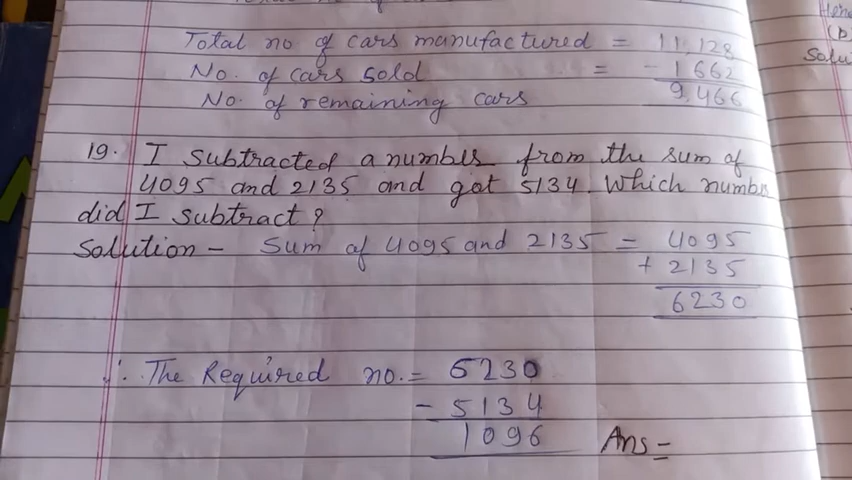 Total no of cars manufactured = 11,128
No. of cars sold = - 1662
No. of remaining cars 9,466
19. I subtracted a number from the sum of
4095 and 2135 and got 5134. Which number
did I subtract?
Solution - Sum of 4095 and 2135 = 4095
+ 2135
6230
∴ The Required no. = 6230
- 5134
1096 Ans=
(b)
Solu